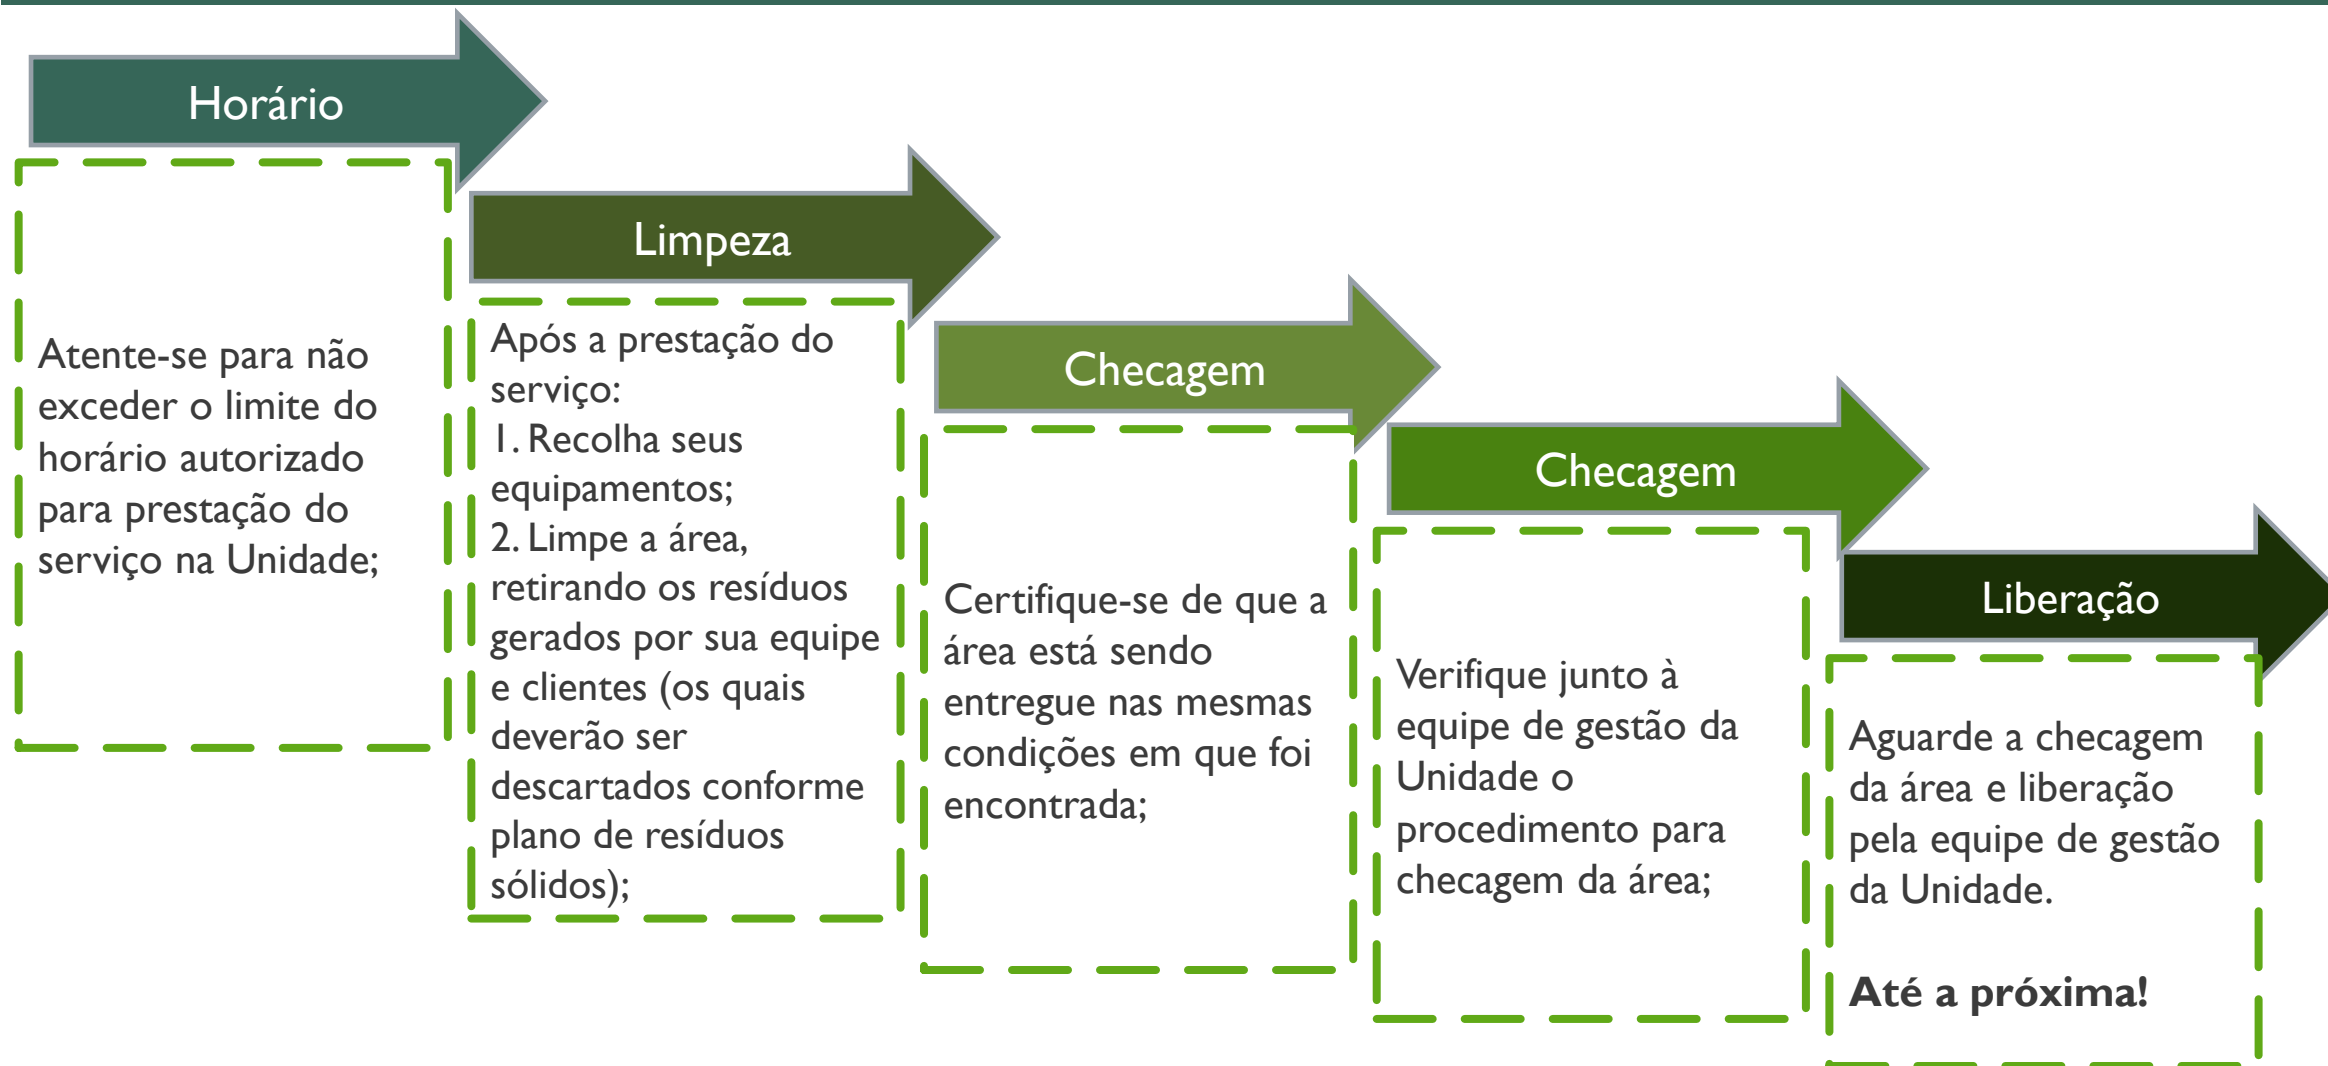 Horário
Atente-se para não
exceder o limite do
horário autorizado
para prestação do
serviço na Unidade;
Limpeza
Após a prestação do
serviço:
1. Recolha seus
equipamentos;
2. Limpe a área,
retirando os resíduos
gerados por sua equipe
e clientes (os quais
deverão ser
descartados conforme
plano de resíduos
sólidos);
Checagem
Certifique-se de que a
área está sendo
entregue nas mesmas
condições em que foi
encontrada;
Checagem
Verifique junto à
equipe de gestão da
Unidade o
procedimento para
checagem da área;
Liberação
Aguarde a checagem
da área e liberação
pela equipe de gestão
da Unidade.
Até a próxima!